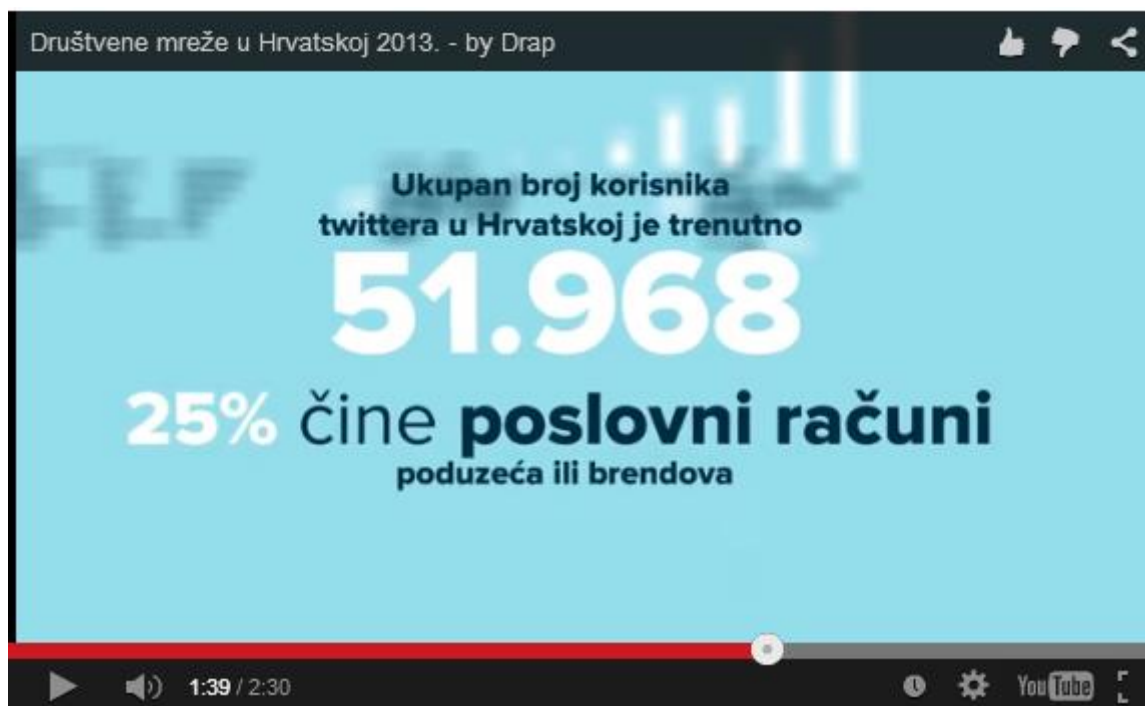 Društvene mreže u Hrvatskoj 2013. - by Drap
Ukupan broj korisnika
twittera u Hrvatskoj je trenutno
51.968
25% čine poslovni računi
poduzeća ili brendova
1:39 / 2:30
YouTube